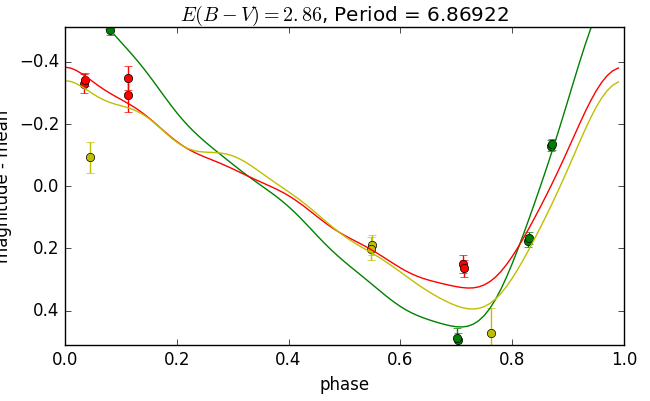 E(B − V) = 2.86, Period = 6.86922
magnitude - mean
−0.4
−0.2
0.0
0.2
0.4
0.0 0.2 0.4 0.6 0.8 1.0
phase